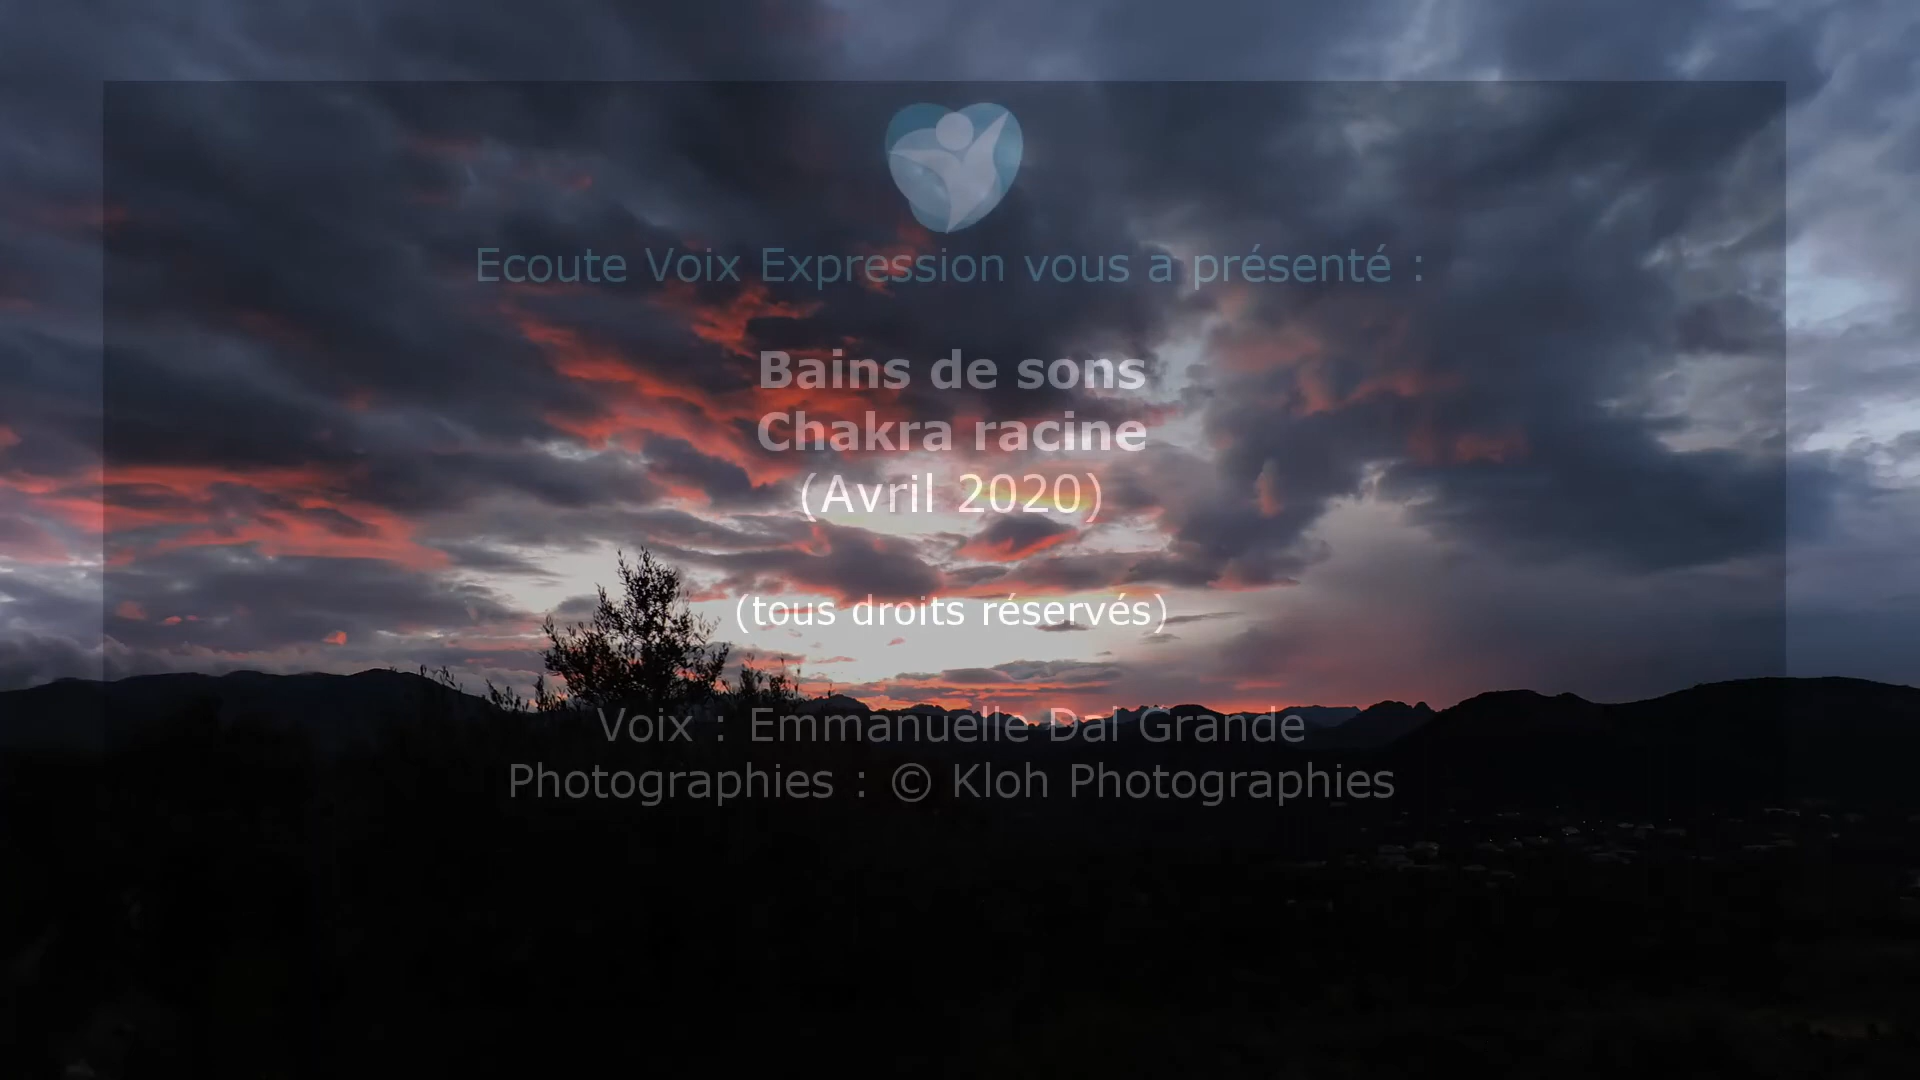 Ecoute Voix Expression vous a présenté :
Bains de sons
Chakra racine
(Avril 2020)
(tous droits réservés)
Voix : Emmanuelle Dal Grande
Photographies : © Kloh Photographies